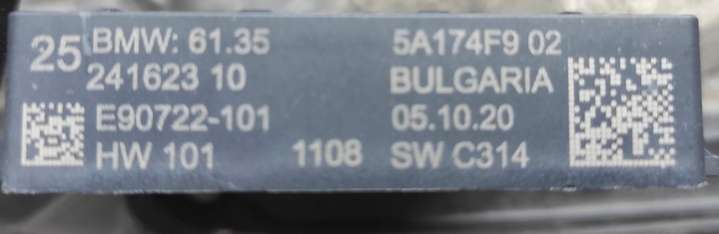 25 BMW: 61.35 5A174F9 02
241623 10 BULGARIA
E90722-101 05.10.20
HW 101 1108 SW C314